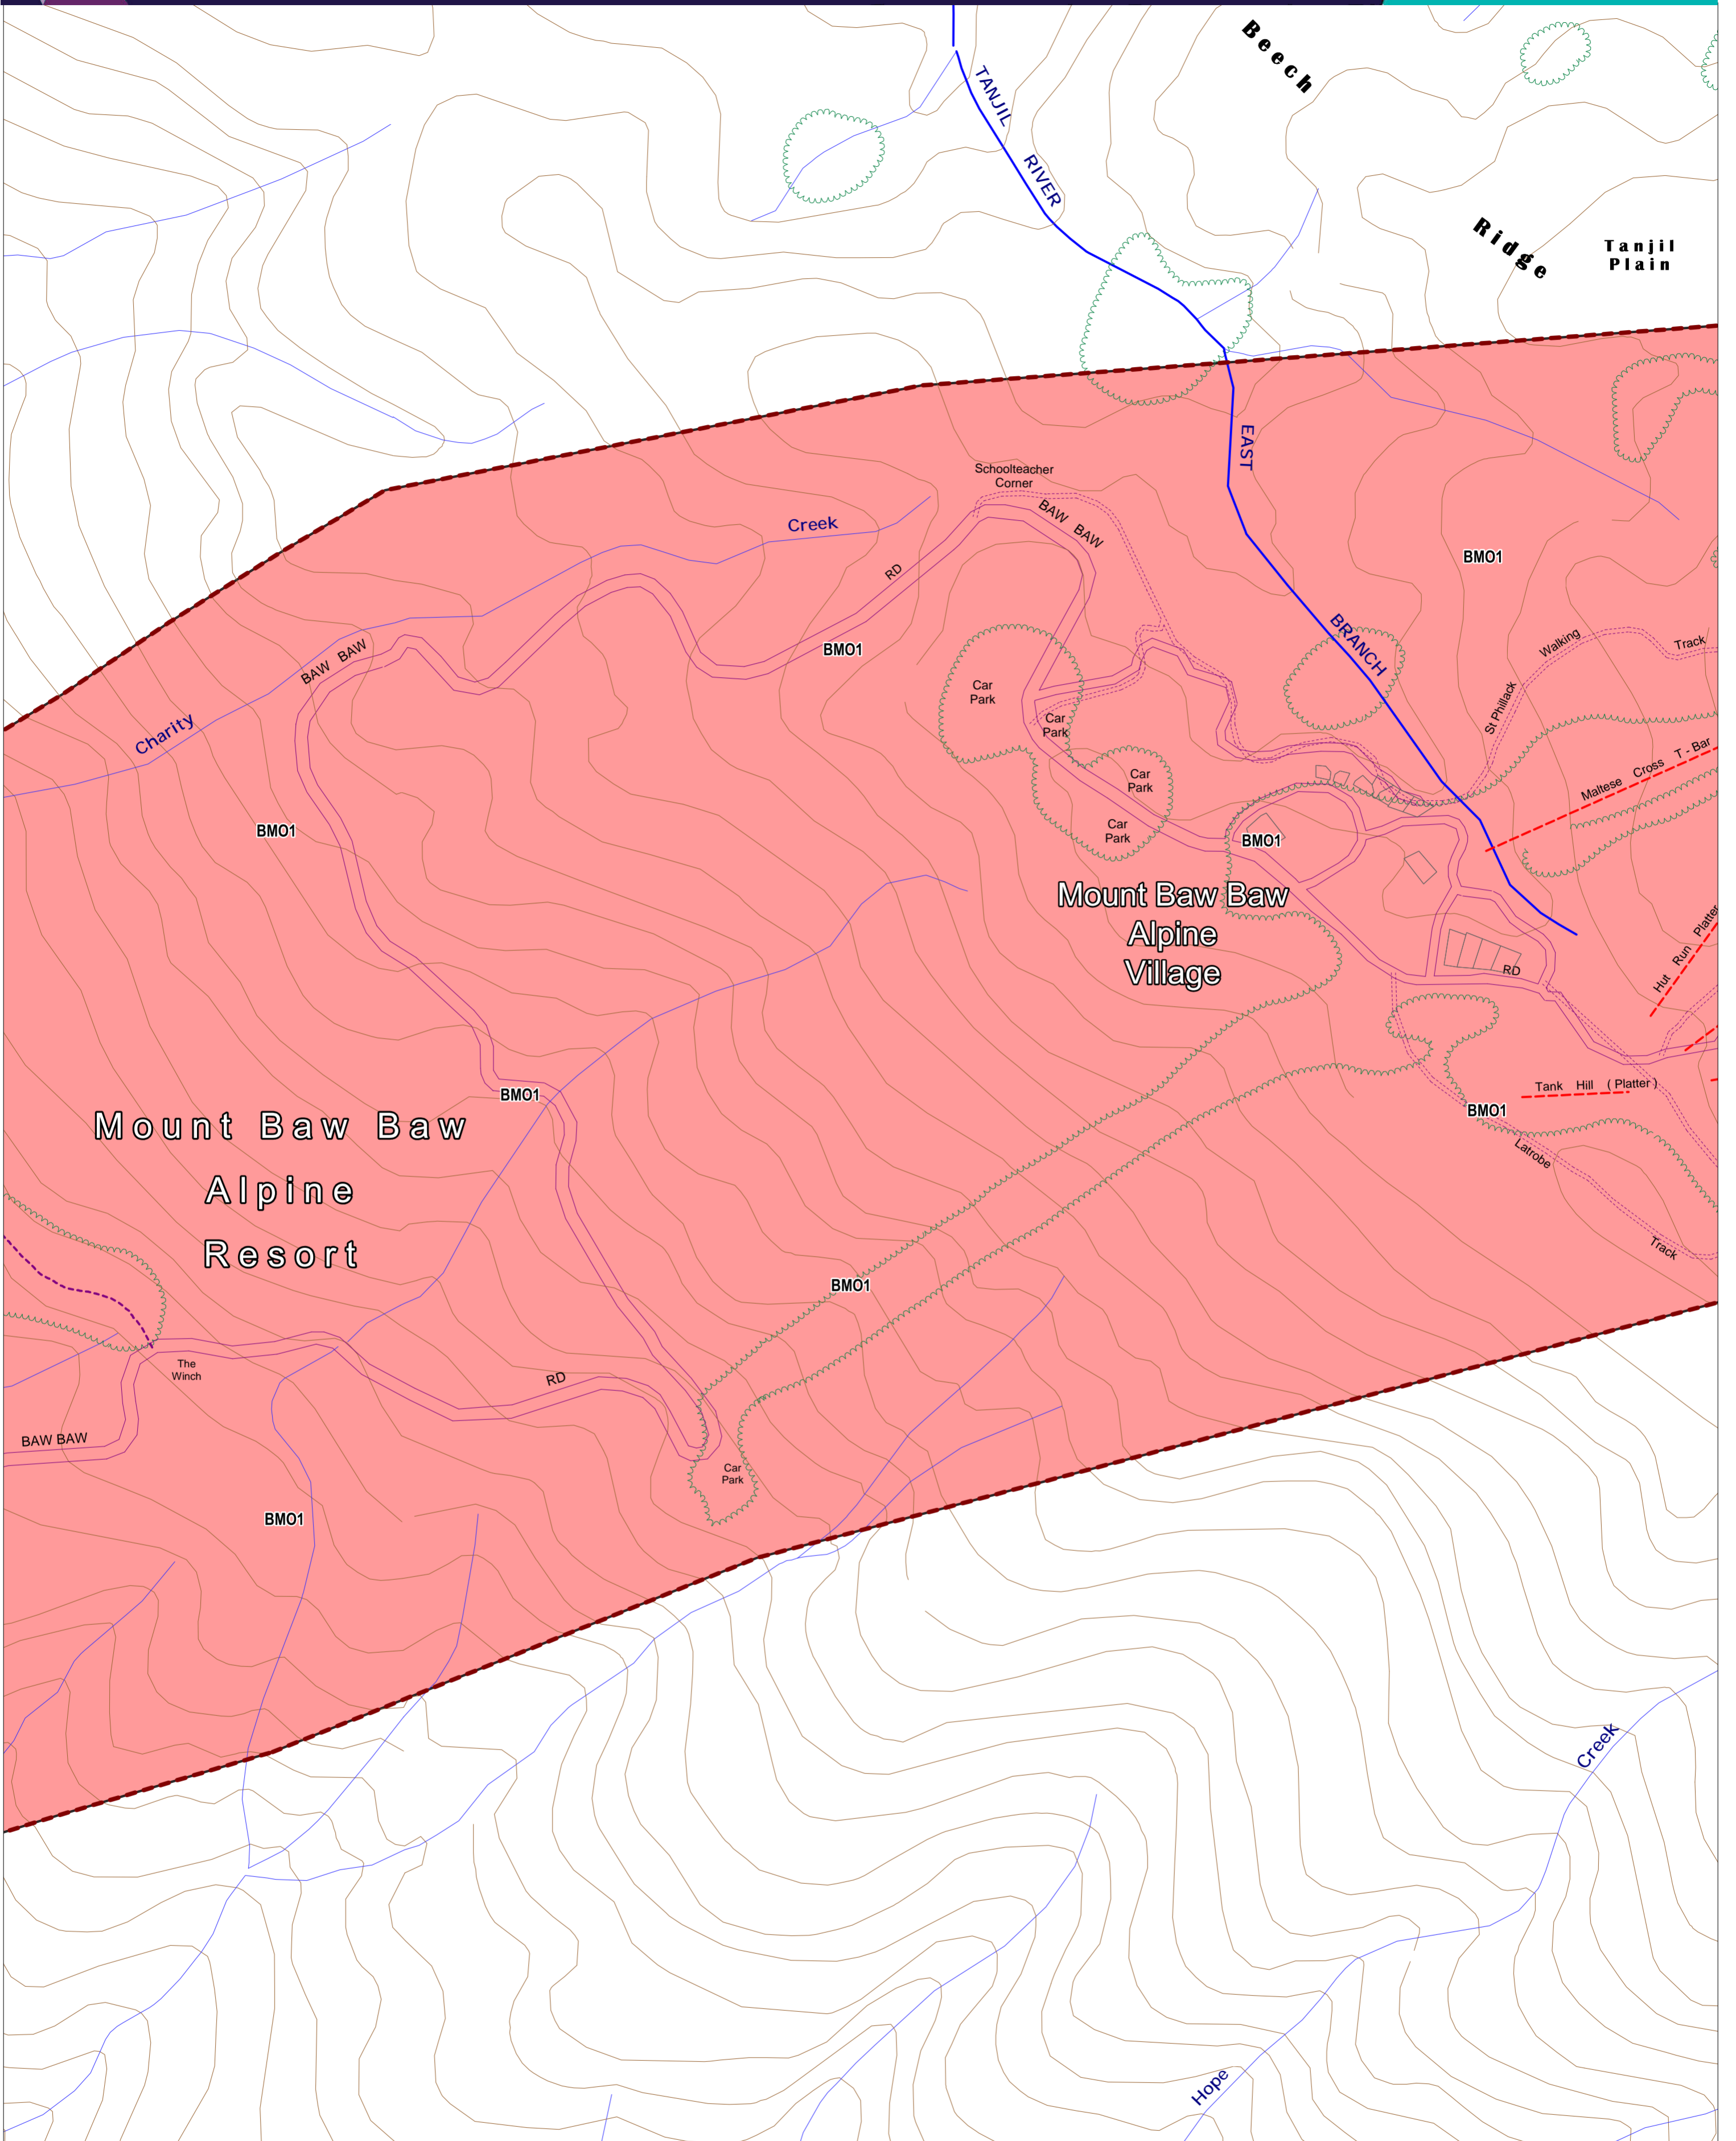 Beech
TANJIL
RIVER
Ridge
Tanjil
Plain
EAST
Schoolteacher
Corner
BAW BAW
Creek
BMO1
RD
BRANCH
Walking
Track
BAW BAW
BMO1
Car
Park
St Phillack
Charity
Car
Park
T - Bar
Cross
Maltese
Car
Park
BMO1
Car
Park
BMO1
Mount Baw Baw
Alpine
Village
Platter
Run
Hut
RD
Tank Hill ( Platter )
BMO1
BMO1
Mount Baw Baw
Alpine
Resort
Latrobe
Track
BMO1
The
Winch
RD
BAW BAW
Car
Park
BMO1
Creek
Hope